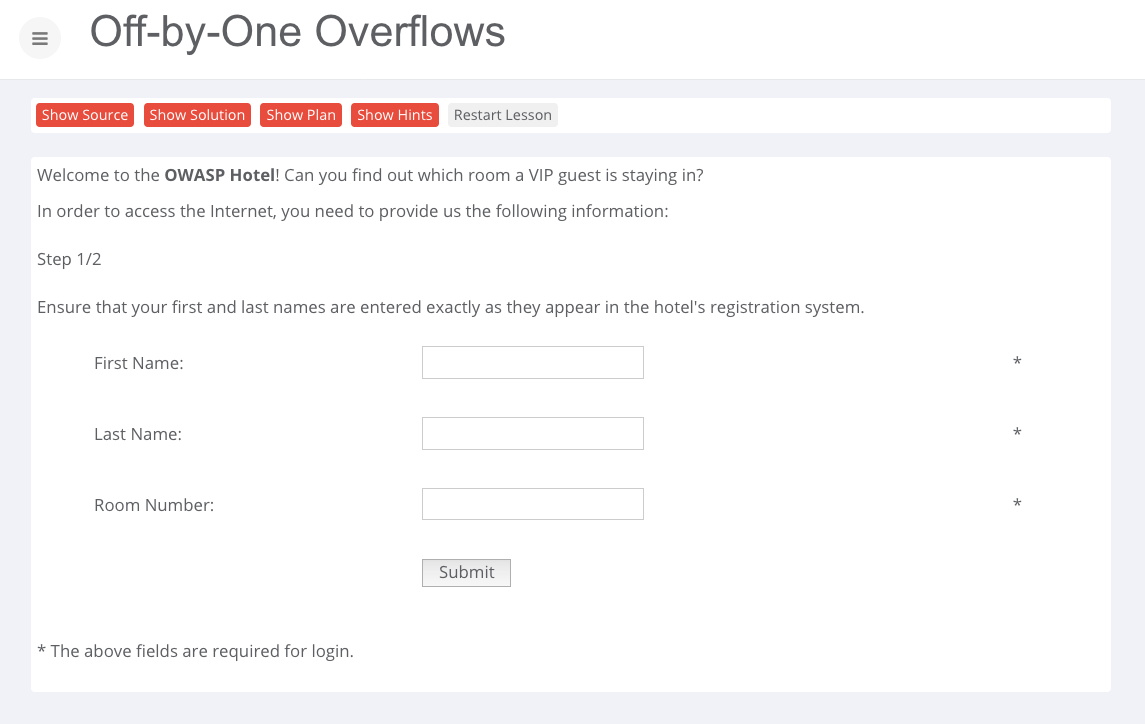 Off-by-One Overflows
Show Source Show Solution Show Plan Show Hints Restart Lesson
Welcome to the OWASP Hotel! Can you find out which room a VIP guest is staying in?
In order to access the Internet, you need to provide us the following information:
Step 1/2
Ensure that your first and last names are entered exactly as they appear in the hotel's registration system.
First Name: *
Last Name: *
Room Number: *
Submit
* The above fields are required for login.